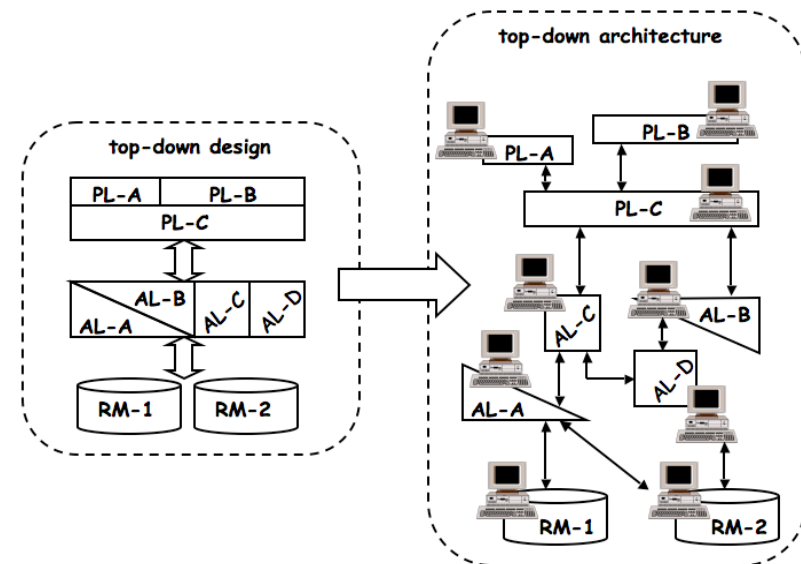 top-down design
PL-A
PL-B
PL-C
AL-A
AL-B
AL-C
AL-D
RM-1
RM-2
top-down architecture
PL-A
PL-B
PL-C
AL-C
AL-B
AL-A
AL-D
RM-1
RM-2